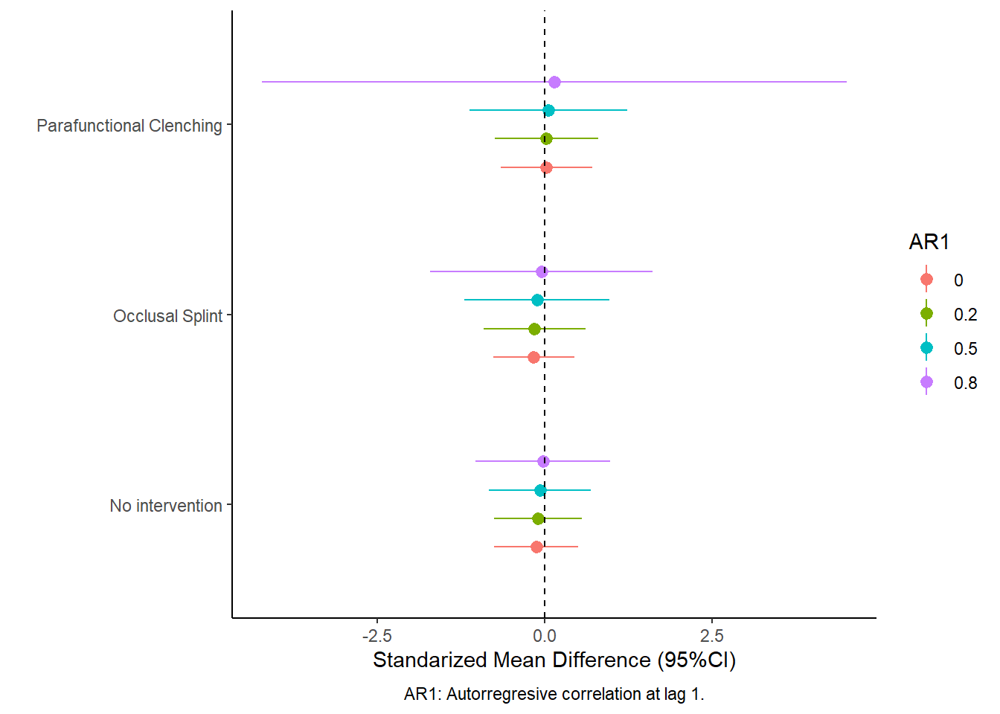 Parafunctional Clenching
Occlusal Splint
No intervention
-2.5
0.0
2.5
Standarized Mean Difference (95%CI)
AR1: Autorregresive correlation at lag 1.
AR1
0
0.2
0.5
0.8